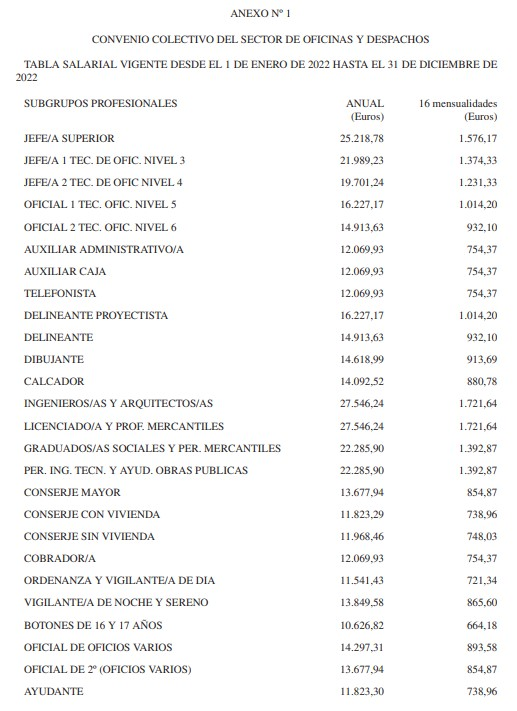 ANEXO Nº 1
CONVENIO COLECTIVO DEL SECTOR DE OFICINAS Y DESPACHOS
TABLA SALARIAL VIGENTE DESDE EL 1 DE ENERO DE 2022 HASTA EL 31 DE DICIEMBRE DE
2022
SUBGRUPOS PROFESIONALES ANUAL 16 mensualidades
(Euros) (Euros)
JEFE/A SUPERIOR 25.218,78 1.576,17
JEFE/A 1 TEC. DE OFIC. NIVEL 3 21.989,23 1.374,33
JEFE/A 2 TEC. DE OFIC NIVEL 4 19.701,24 1.231,33
OFICIAL 1 TEC. OFIC. NIVEL 5 16.227,17 1.014,20
OFICIAL 2 TEC. OFIC. NIVEL 6 14.913,63 932,10
AUXILIAR ADMINISTRATIVO/A 12.069,93 754,37
AUXILIAR CAJA 12.069,93 754,37
TELEFONISTA 12.069,93 754,37
DELINEANTE PROYECTISTA 16.227,17 1.014,20
DELINEANTE 14.913,63 932,10
DIBUJANTE 14.618,99 913,69
CALCADOR 14.092,52 880,78
INGENIEROS/AS Y ARQUITECTOS/AS 27.546,24 1.721,64
LICENCIADO/A Y PROF. MERCANTILES 27.546,24 1.721,64
GRADUADOS/AS SOCIALES Y PER. MERCANTILES 22.285,90 1.392,87
PER. ING. TECN. Y AYUD. OBRAS PUBLICAS 22.285,90 1.392,87
CONSERJE MAYOR 13.677,94 854,87
CONSERJE CON VIVIENDA 11.823,29 738,96
CONSERJE SIN VIVIENDA 11.968,46 748,03
COBRADOR/A 12.069,93 754,37
ORDENANZA Y VIGILANTE/A DE DIA 11.541,43 721,34
VIGILANTE/A DE NOCHE Y SERENO 13.849,58 865,60
BOTONES DE 16 Y 17 AÑOS 10.626,82 664,18
OFICIAL DE OFICIOS VARIOS 14.297,31 893,58
OFICIAL DE 2ª (OFICIOS VARIOS) 13.677,94 854,87
AYUDANTE 11.823,30 738,96